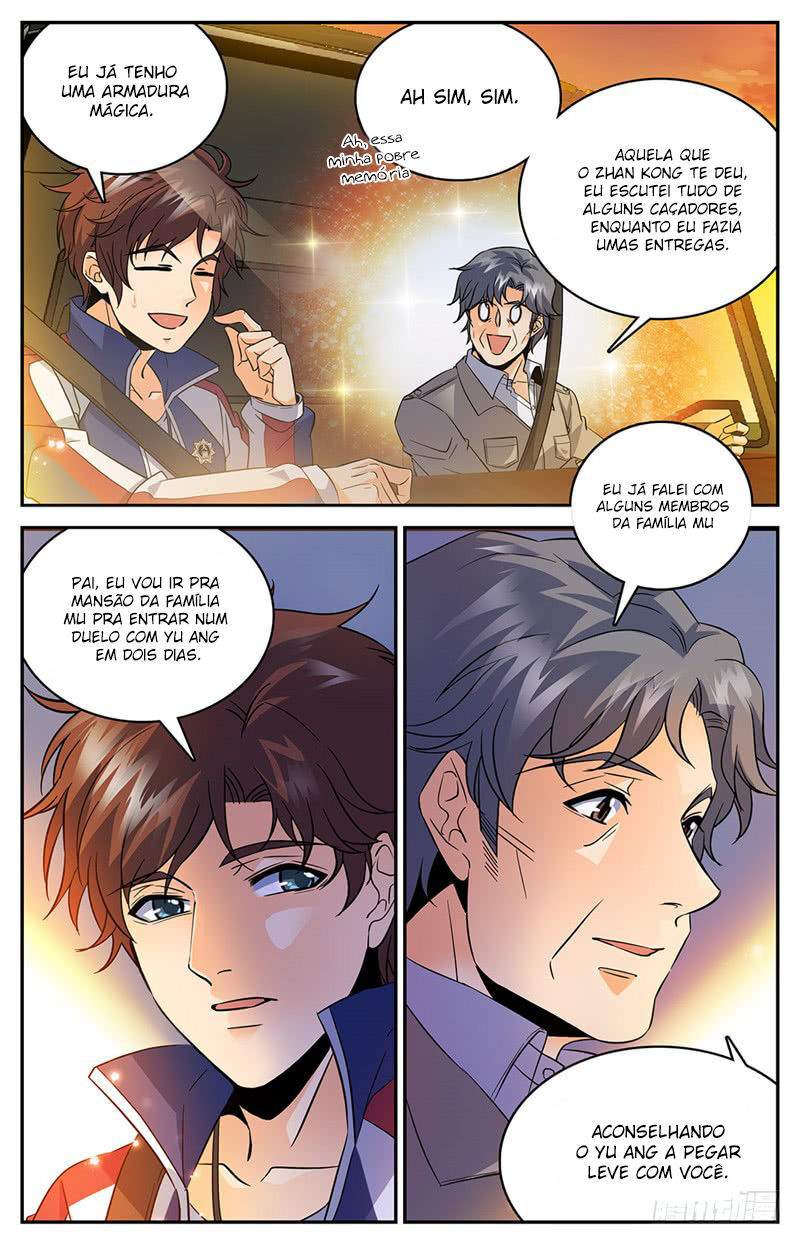 EU JÁ TENHO
UMA ARMADURA
MÁGICA.
AH SIM, SIM.
Ah, essa
minha pobre
memória
AQUELA QUE
O ZHAN KONG TE DEU,
EU ESCUTEI TUDO DE
ALGUNS CAÇADORES,
ENQUANTO EU FAZIA
UMAS ENTREGAS.
PAI, EU VOU IR PRA
MANSÃO DA FAMÍLIA
MU PRA ENTRAR NUM
DUELO COM YU ANG
EM DOIS DIAS.
EU JÁ FALEI COM
ALGUNS MEMBROS
DA FAMÍLIA MU
ACONSELHANDO
O YU ANG A PEGAR
LEVE COM VOCÊ.